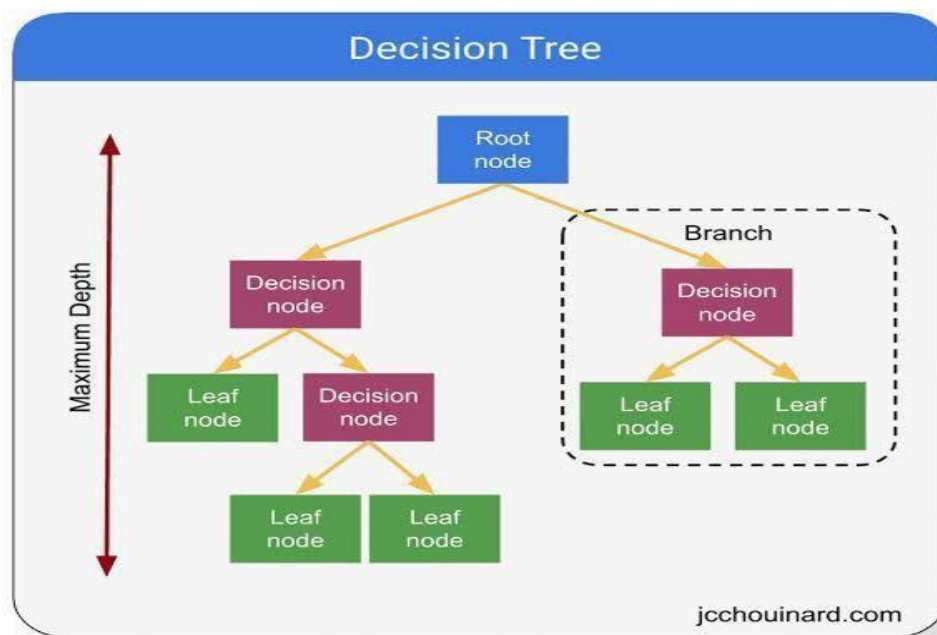 Decision Tree
Root
node
Branch
Decision
node
Decision
node
Maximum Depth
Leaf
node
Decision
node
Leaf
node
Leaf
node
Leaf
node
Leaf
node
jcchouinard.com